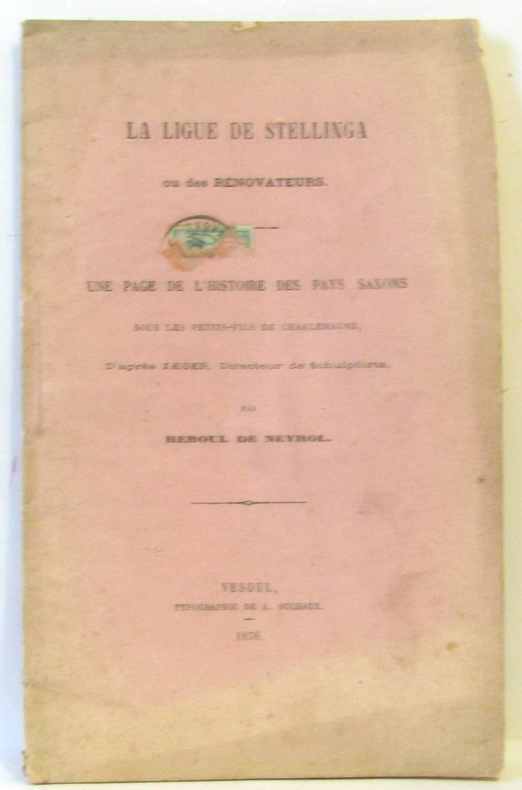 LA LIGUE DE STELLINGA
ou des RÉNOVATEURS.
UNE PAGE DE L'HISTOIRE DES PAYS SAXONS
SOUS LES PETITS-FILS DE CHARLEMAGNE,
D'après Directeur de Schulpforta,
PAR
REBOUL DE NEYROL.
VESOUL,
TYPOGRAPHIE DE A. SUCHAUX.
1876